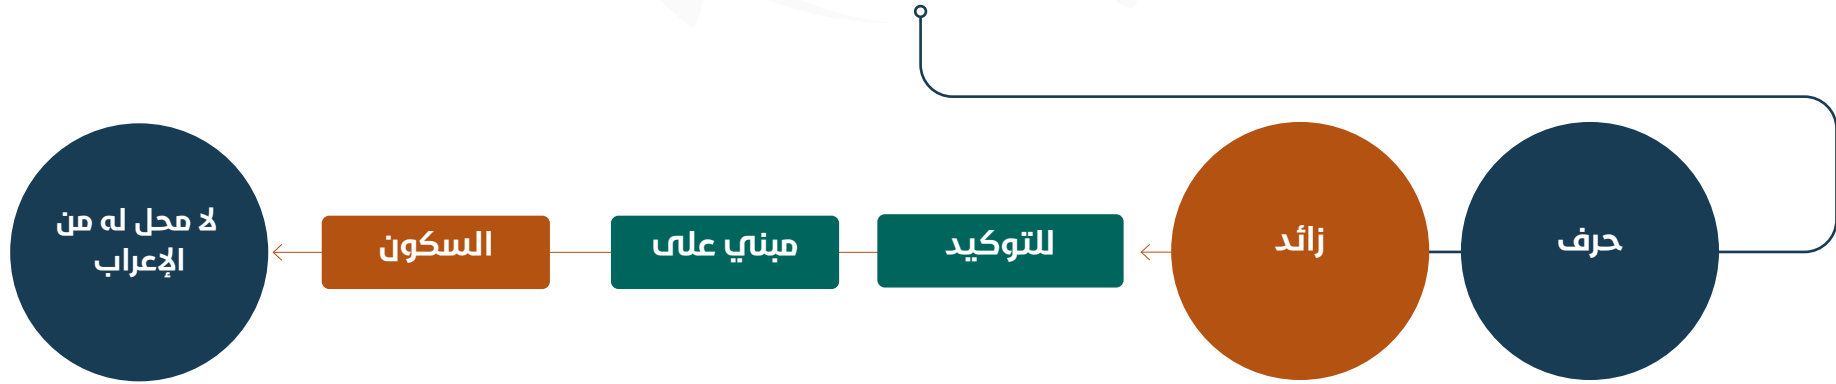 حرف
زائد
للتوكيد
مبني على
السكون
لا محل له من
الإعراب